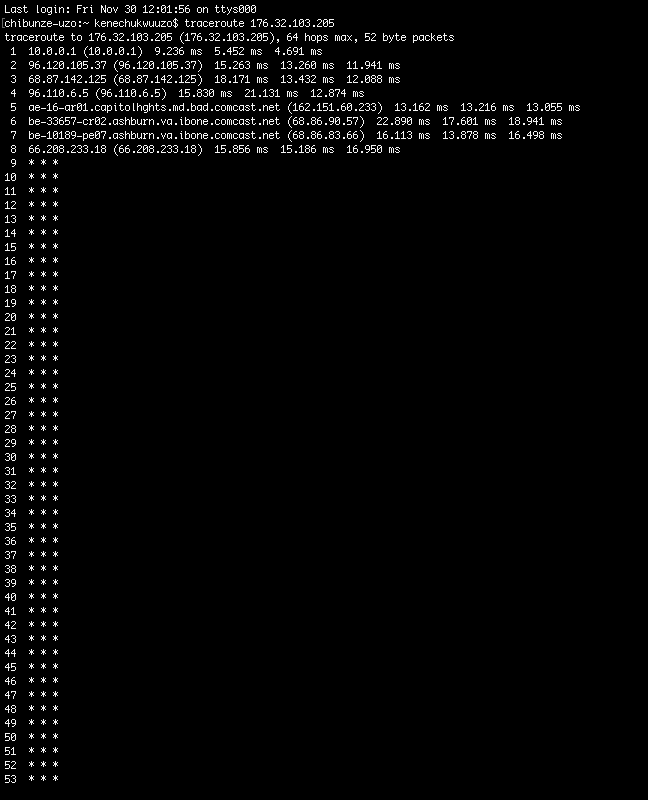 Last login: Fri Nov 30 12:01:56 on ttys000
[chibunze-uzo:~ kenechukwuuzo$ traceroute 176.32.103.205
traceroute to 176.32.103.205 (176.32.103.205), 64 hops max, 52 byte packets
1 10.0.0.1 (10.0.0.1) 9.236 ms 5.452 ms 4.691 ms
2 96.120.105.37 (96.120.105.37) 15.263 ms 13.260 ms 11.941 ms
3 68.87.142.125 (68.87.142.125) 18.171 ms 13.432 ms 12.088 ms
4 96.110.6.5 (96.110.6.5) 15.830 ms 21.131 ms 12.874 ms
5 ae-16-ar01.capitolhghts.md.bad.comcast.net (162.151.60.233) 13.162 ms 13.216 ms 13.055 ms
6 be-33657-cr02.ashburn.va.ibone.comcast.net (68.86.90.57) 22.890 ms 17.601 ms 18.941 ms
7 be-10189-pe07.ashburn.va.ibone.comcast.net (68.86.83.66) 16.113 ms 13.878 ms 16.498 ms
8 66.208.233.18 (66.208.233.18) 15.856 ms 15.186 ms 16.950 ms
9 * * *
10 * * *
11 * * *
12 * * *
13 * * *
14 * * *
15 * * *
16 * * *
17 * * *
18 * * *
19 * * *
20 * * *
21 * * *
22 * * *
23 * * *
24 * * *
25 * * *
26 * * *
27 * * *
28 * * *
29 * * *
30 * * *
31 * * *
32 * * *
33 * * *
34 * * *
35 * * *
36 * * *
37 * * *
38 * * *
39 * * *
40 * * *
41 * * *
42 * * *
43 * * *
44 * * *
45 * * *
46 * * *
47 * * *
48 * * *
49 * * *
50 * * *
51 * * *
52 * * *
53 * * *